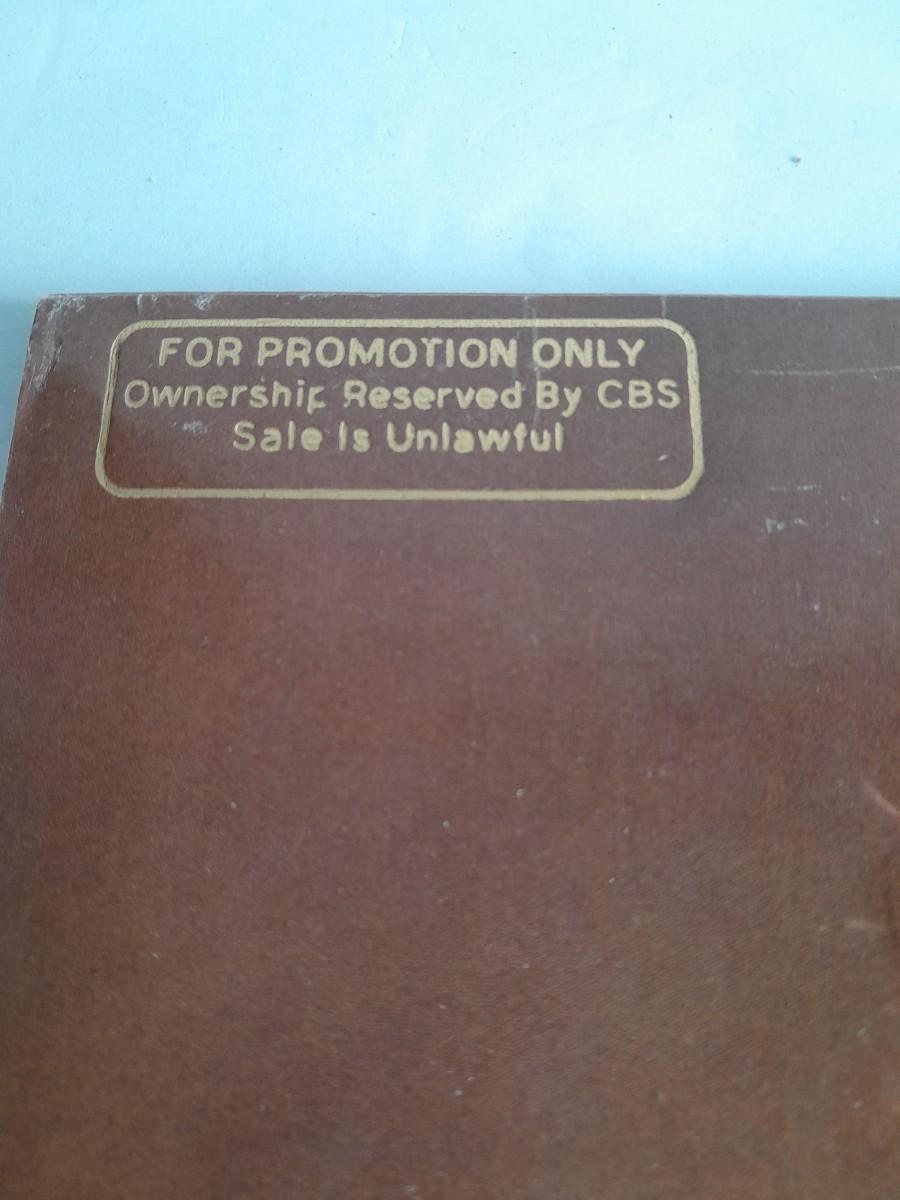 FOR PROMOTION ONLY
Ownership Reserved By CBS
Sale Is Unlawful